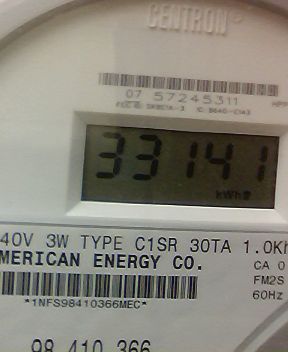 CENTRON
07 57245311
33141
kWh
40V 3W TYPE C1SR 30TA 1.0Kh
MERICAN ENERGY CO.
CA 0
FM2S
60Hz
*1NFS98410366MEC*
98 410 366